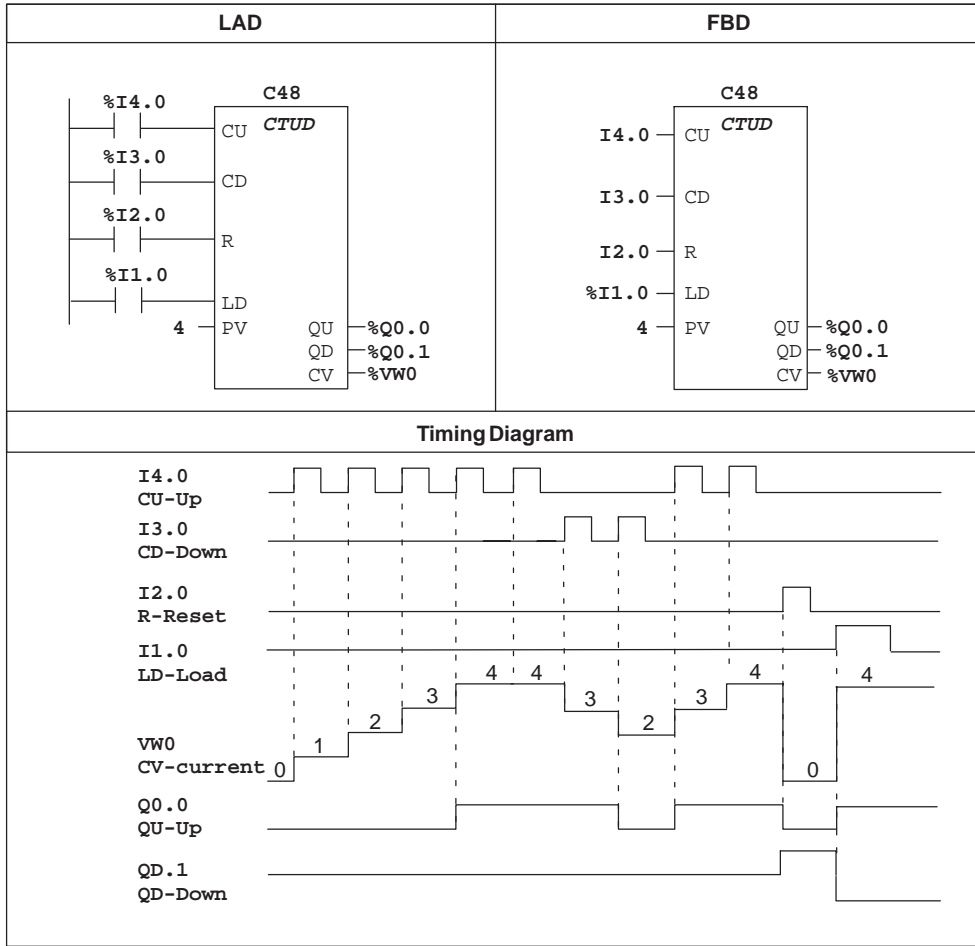 LAD
FBD
C48
%I4.0
CU CTUD
%I3.0
CD
%I2.0
R
%I1.0
LD
4 PV QU %Q0.0
QD %Q0.1
CV %VW0
C48
I4.0 CU CTUD
I3.0 CD
I2.0 R
%I1.0 LD
4 PV QU %Q0.0
QD %Q0.1
CV %VW0
Timing Diagram
I4.0
CU-Up
I3.0
CD-Down
I2.0
R-Reset
I1.0
LD-Load
VW0
CV-current
0 1 2 3 4 4 3 2 3 4 0 4
Q0.0
QU-Up
QD.1
QD-Down